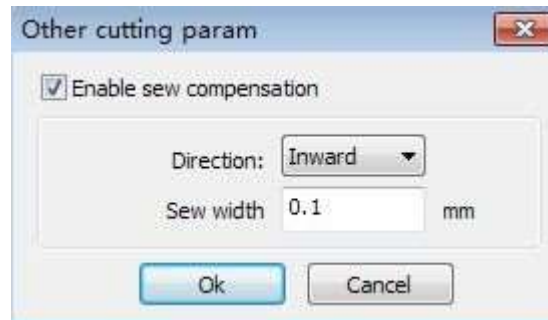 Other cutting param
Enable sew compensation
Direction: Inward
Sew width 0.1 mm
Ok Cancel